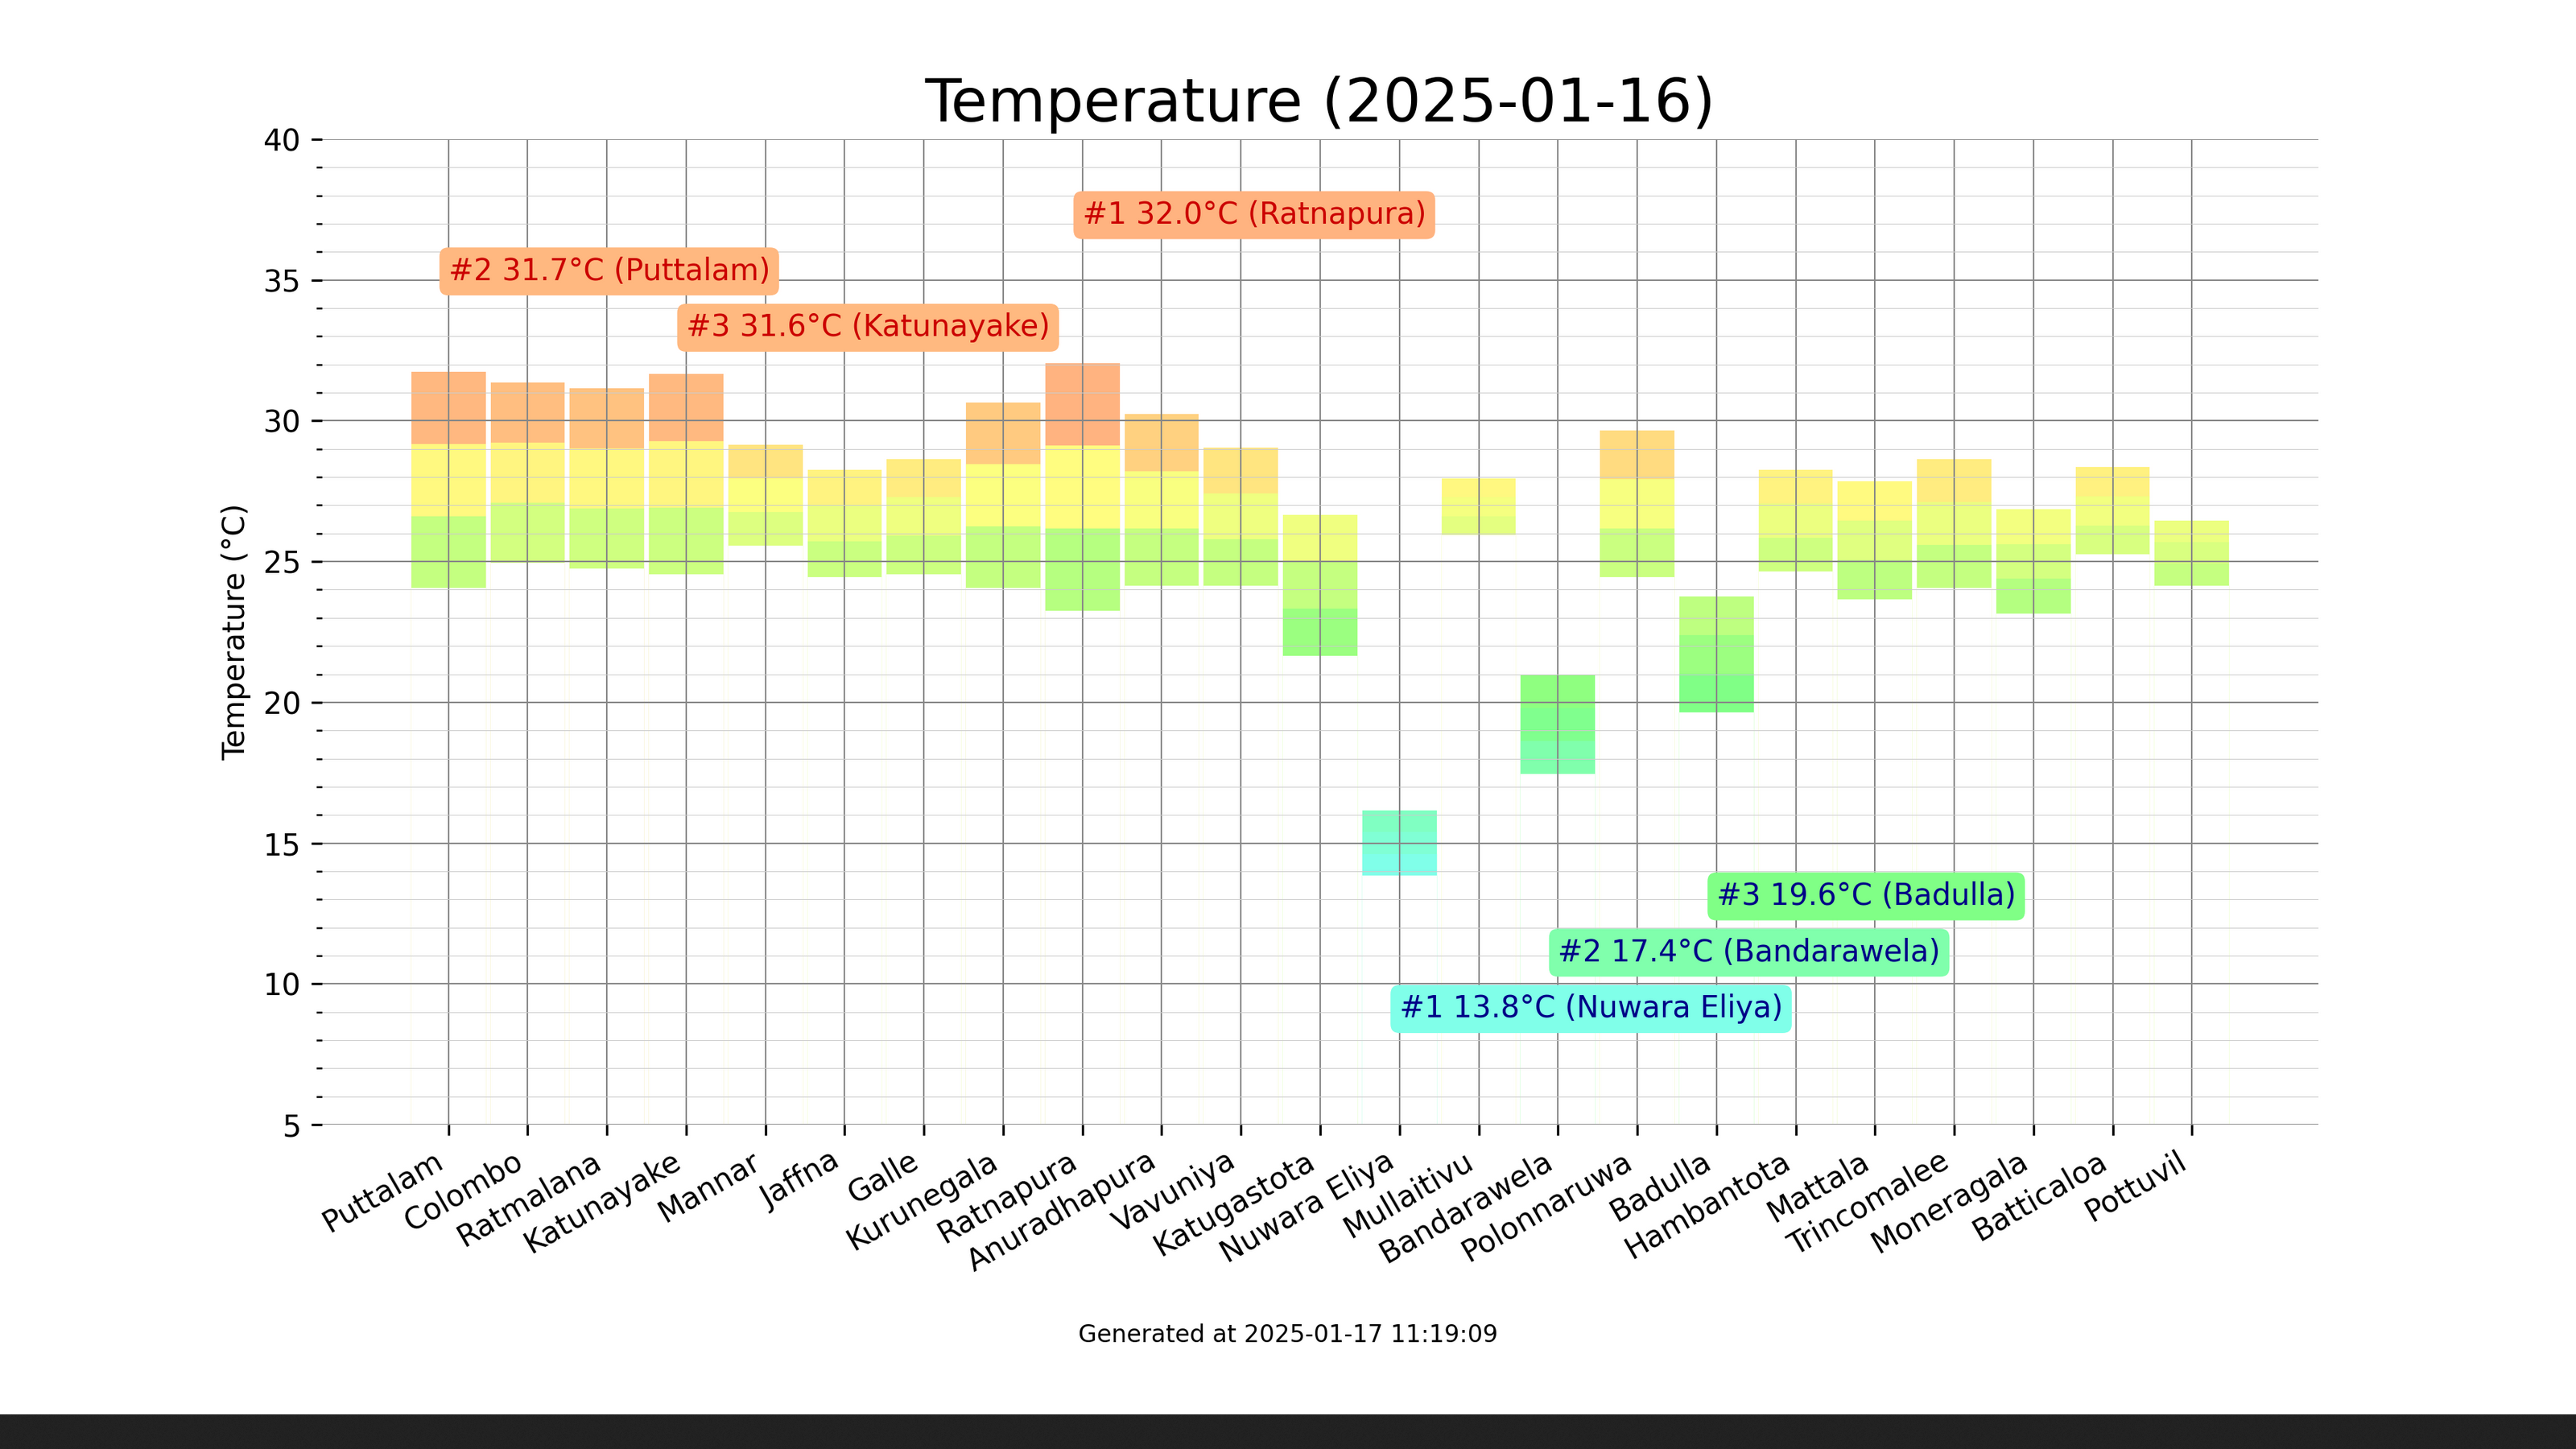 Temperature (2025-01-16)
40
35
30
25
20
15
10
5
Temperature (°C)
#1 32.0°C (Ratnapura)
#2 31.7°C (Puttalam)
#3 31.6°C (Katunayake)
#3 19.6°C (Badulla)
#2 17.4°C (Bandarawela)
#1 13.8°C (Nuwara Eliya)
Puttalam
Colombo
Ratmalana
Katunayake
Mannar
Jaffna
Galle
Kurunegala
Ratnapura
Anuradhapura
Vavuniya
Katugastota
Nuwara Eliya
Mullaitivu
Bandarawela
Polonnaruwa
Badulla
Hambantota
Mattala
Trincomalee
Moneragala
Batticaloa
Pottuvil
Generated at 2025-01-17 11:19:09